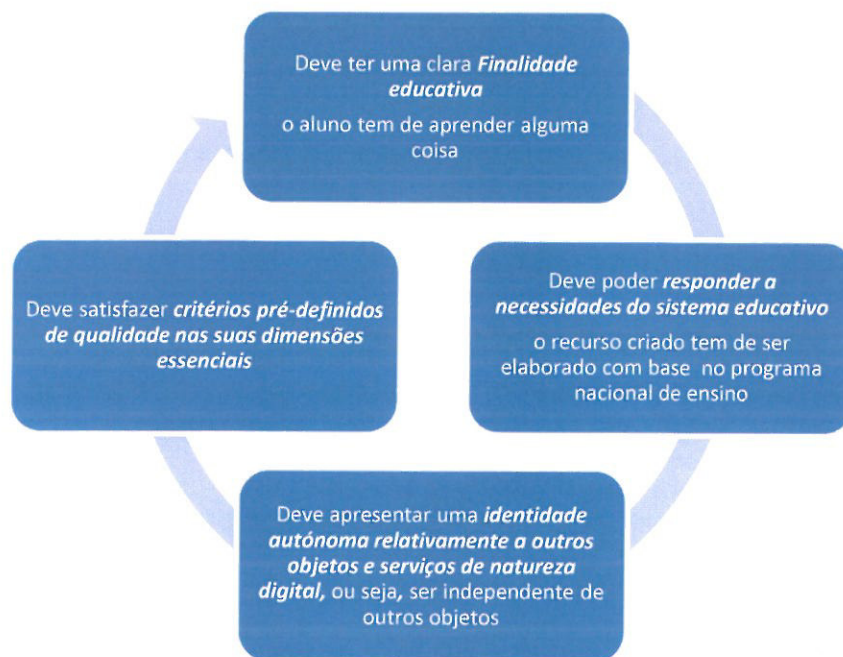 Deve ter uma clara Finalidade
educativa
o aluno tem de aprender alguma
coisa
Deve poder responder a
necessidades do sistema educativo
o recurso criado tem de ser
elaborado com base no programa
nacional de ensino
Deve apresentar uma identidade
autónoma relativamente a outros
objetos e serviços de natureza
digital, ou seja, ser independente de
outros objetos
Deve satisfazer critérios pré-definidos
de qualidade nas suas dimensões
essenciais